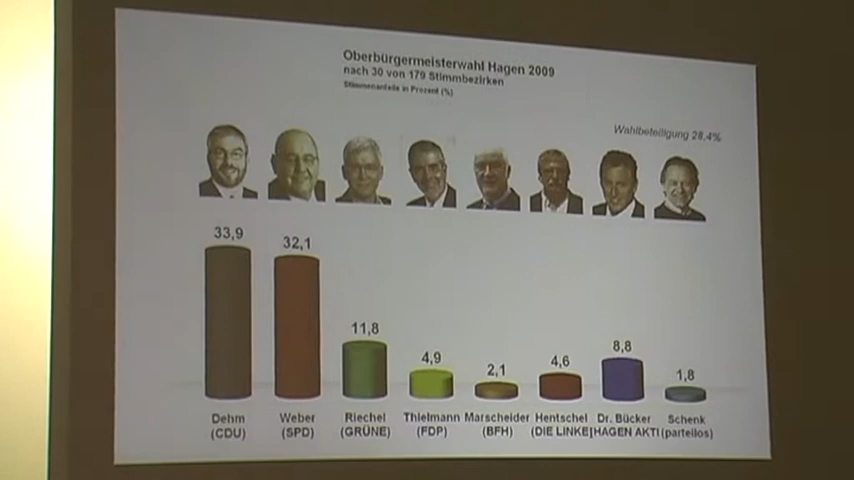 Oberbürgermeisterwahl Hagen 2009
nach 30 von 179 Stimmbezirken
Stimmenanteile in Prozent (%)
Wahlbeteiligung 28,4%
33,9
32,1
11,8
4,9
2,1
4,6
8,8
1,8
Dehm Weber Riechel Thielmann Marscheider Hentschel Dr. Bücker Schenk
(CDU) (SPD) (GRÜNE) (FDP) (BFH) (DIE LINKE) HAGEN AKTI (parteilos)